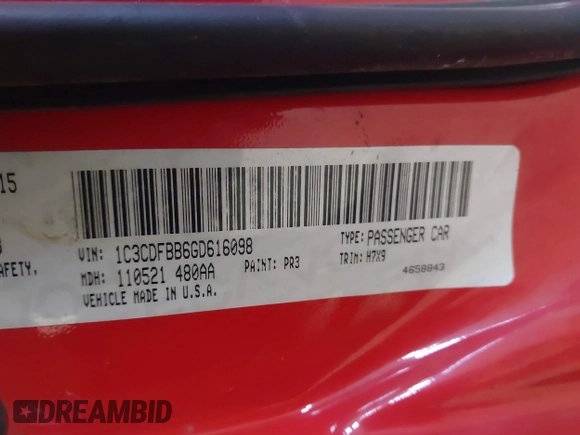 15
VIN: 1C3CDFBB6GD616098
TYPE: PASSENGER CAR
AFETY.
MDH: 110521 480AA
PAINT: PR3
TRIM: H7X9
VEHICLE MADE IN U.S.A.
4658843
DREAMBID